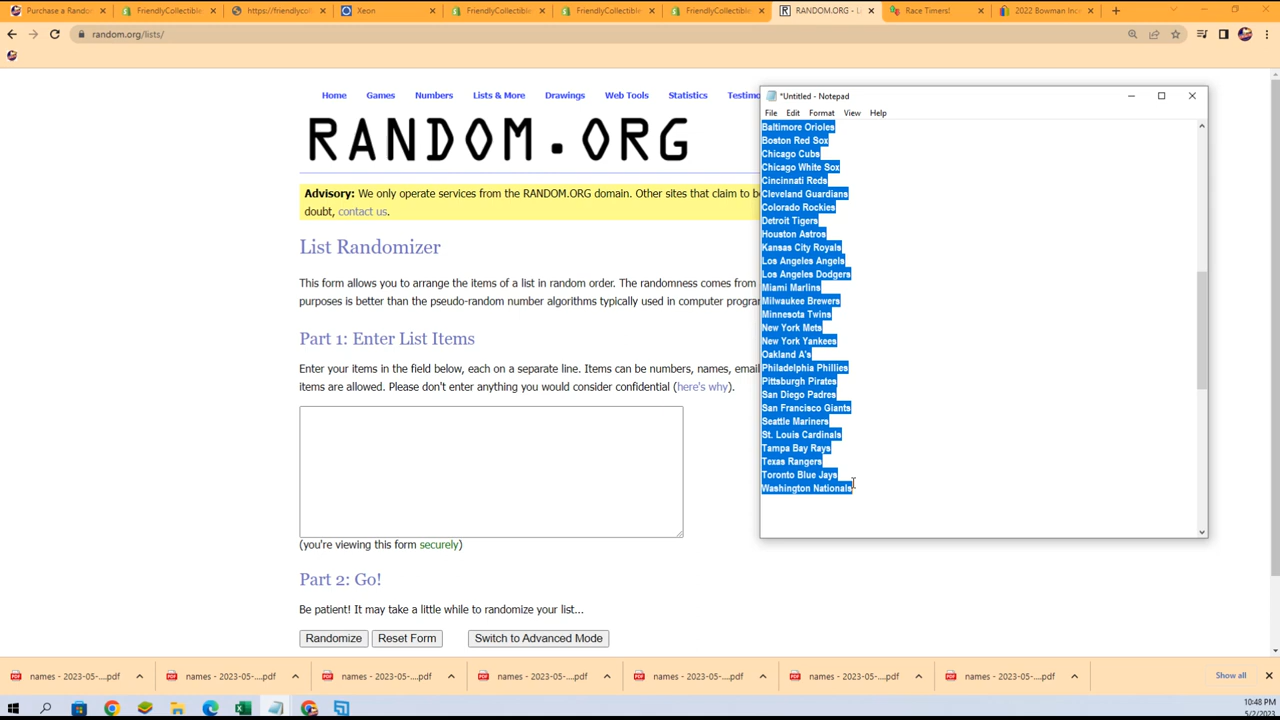 Purchase a Random
FriendlyCollectible
https://friendlyco
Xeon
FriendlyCollectible
FriendlyCollectible
FriendlyCollectible
RANDOM.ORG - L
Race Timers!
2022 Bowman Ince
random.org/lists/
Home Games Numbers Lists & More Drawings Web Tools Statistics Testimo
RANDOM.ORG
Advisory: We only operate services from the RANDOM.ORG domain. Other sites that claim to b
doubt, contact us.
List Randomizer
This form allows you to arrange the items of a list in random order. The randomness comes from
purposes is better than the pseudo-random number algorithms typically used in computer progra
Part 1: Enter List Items
Enter your items in the field below, each on a separate line. Items can be numbers, names, email
items are allowed. Please don't enter anything you would consider confidential (here's why).
(you're viewing this form securely)
Part 2: Go!
Be patient! It may take a little while to randomize your list...
Randomize Reset Form Switch to Advanced Mode
*Untitled - Notepad
File Edit Format View Help
Baltimore Orioles
Boston Red Sox
Chicago Cubs
Chicago White Sox
Cincinnati Reds
Cleveland Guardians
Colorado Rockies
Detroit Tigers
Houston Astros
Kansas City Royals
Los Angeles Angels
Los Angeles Dodgers
Miami Marlins
Milwaukee Brewers
Minnesota Twins
New York Mets
New York Yankees
Oakland A's
Philadelphia Phillies
Pittsburgh Pirates
San Diego Padres
San Francisco Giants
Seattle Mariners
St. Louis Cardinals
Tampa Bay Rays
Texas Rangers
Toronto Blue Jays
Washington Nationals
names - 2023-05-....pdf
names - 2023-05-....pdf
names - 2023-05-....pdf
names - 2023-05-....pdf
names - 2023-05-....pdf
names - 2023-05-....pdf
names - 2023-05-....pdf
Show all
10:48 PM
5/2/2023